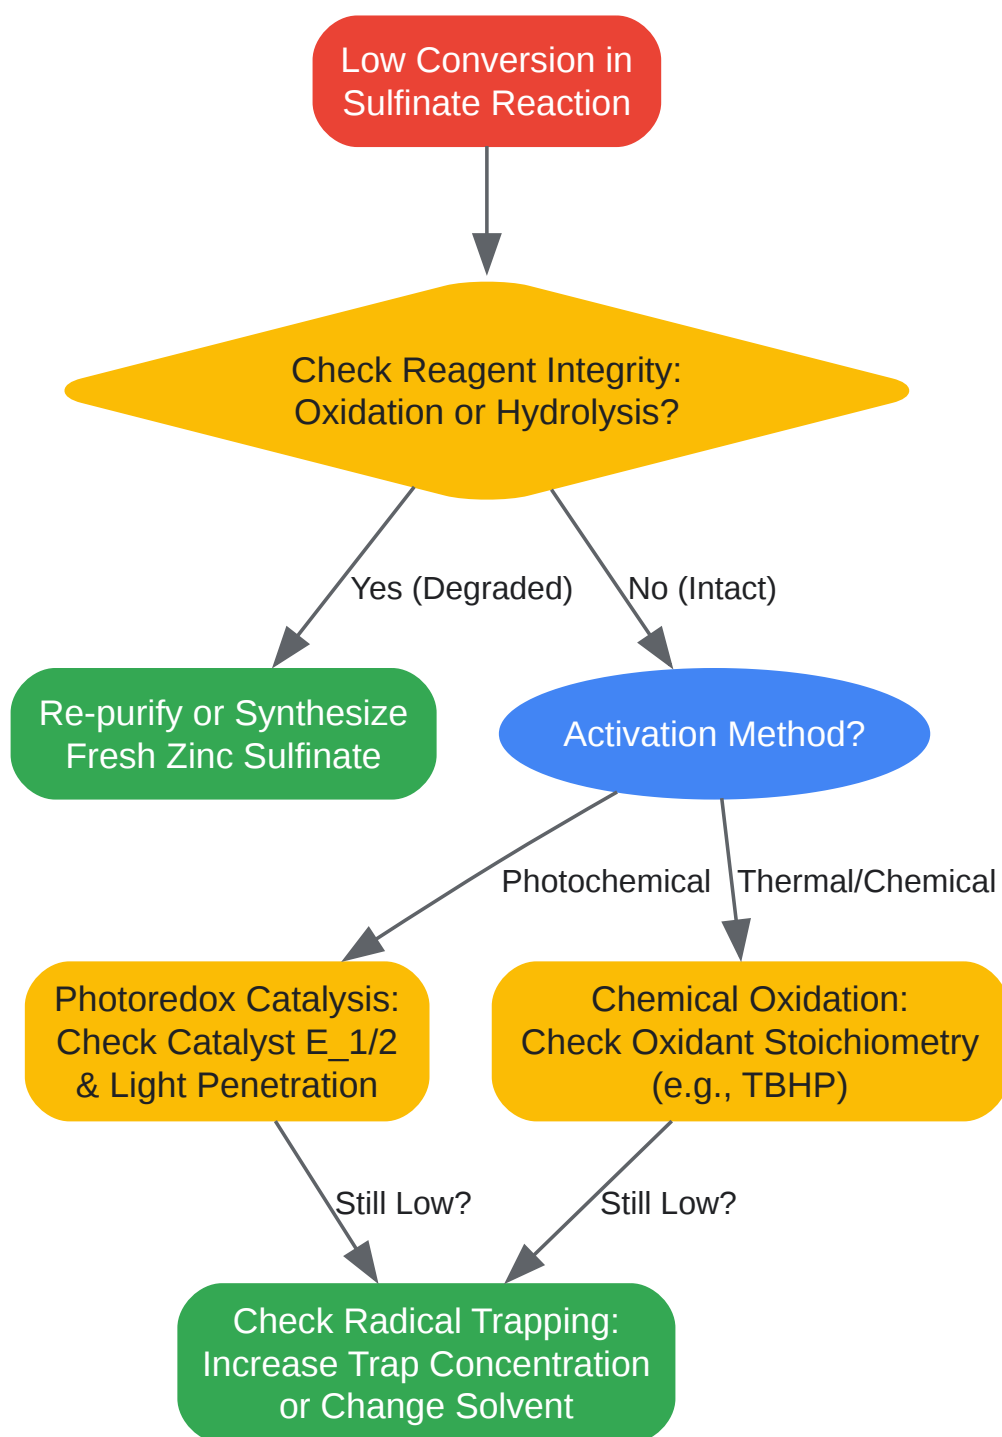 Low Conversion in
Sulfinate Reaction
Check Reagent Integrity:
Oxidation or Hydrolysis?
Yes (Degraded)
No (Intact)
Re-purify or Synthesize
Fresh Zinc Sulfinate
Activation Method?
Photochemical
Thermal/Chemical
Photoredox Catalysis:
Check Catalyst E_1/2
& Light Penetration
Chemical Oxidation:
Check Oxidant Stoichiometry
(e.g., TBHP)
Still Low?
Still Low?
Check Radical Trapping:
Increase Trap Concentration
or Change Solvent